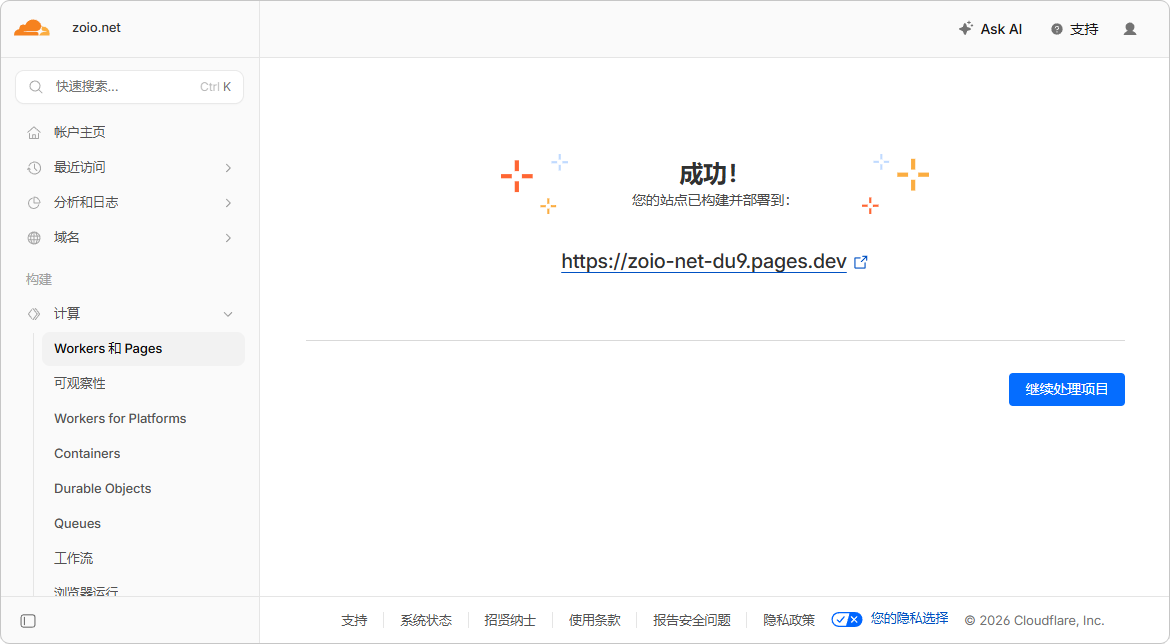 zoio.net
Ask AI
支持
快速搜索... Ctrl K
帐户主页
最近访问
分析和日志
域名
构建
计算
Workers 和 Pages
可观察性
Workers for Platforms
Containers
Durable Objects
Queues
工作流
浏览器运行
成功！
您的站点已构建并部署到：
https://zoio-net-du9.pages.dev
继续处理项目
支持 系统状态 招贤纳士 使用条款 报告安全问题 隐私政策 您的隐私选择 © 2026 Cloudflare, Inc.